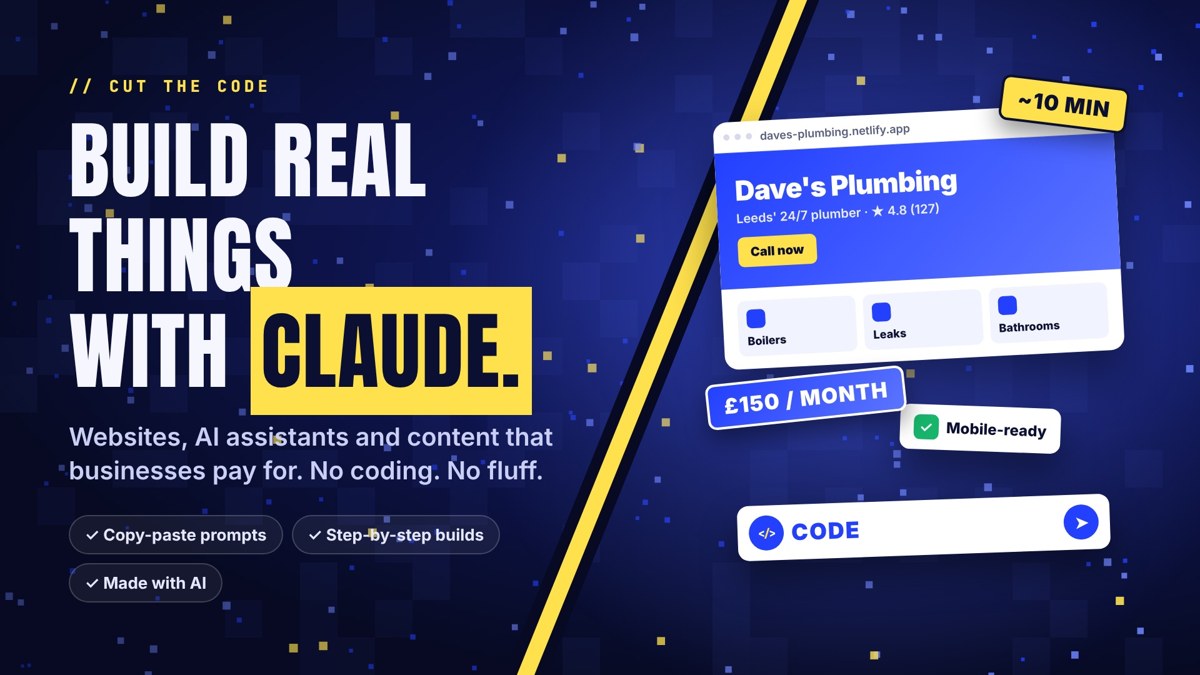 // CUT THE CODE
BUILD REAL
THINGS
WITH CLAUDE.
Websites, AI assistants and content that
businesses pay for. No coding. No fluff.
✓ Copy-paste prompts
✓ Step-by-step builds
✓ Made with AI
~10 MIN
daves-plumbing.netlify.app
Dave's Plumbing
Leeds' 24/7 plumber · ★ 4.8 (127)
Call now
Boilers
Leaks
Bathrooms
£150 / MONTH
✓ Mobile-ready
</> CODE